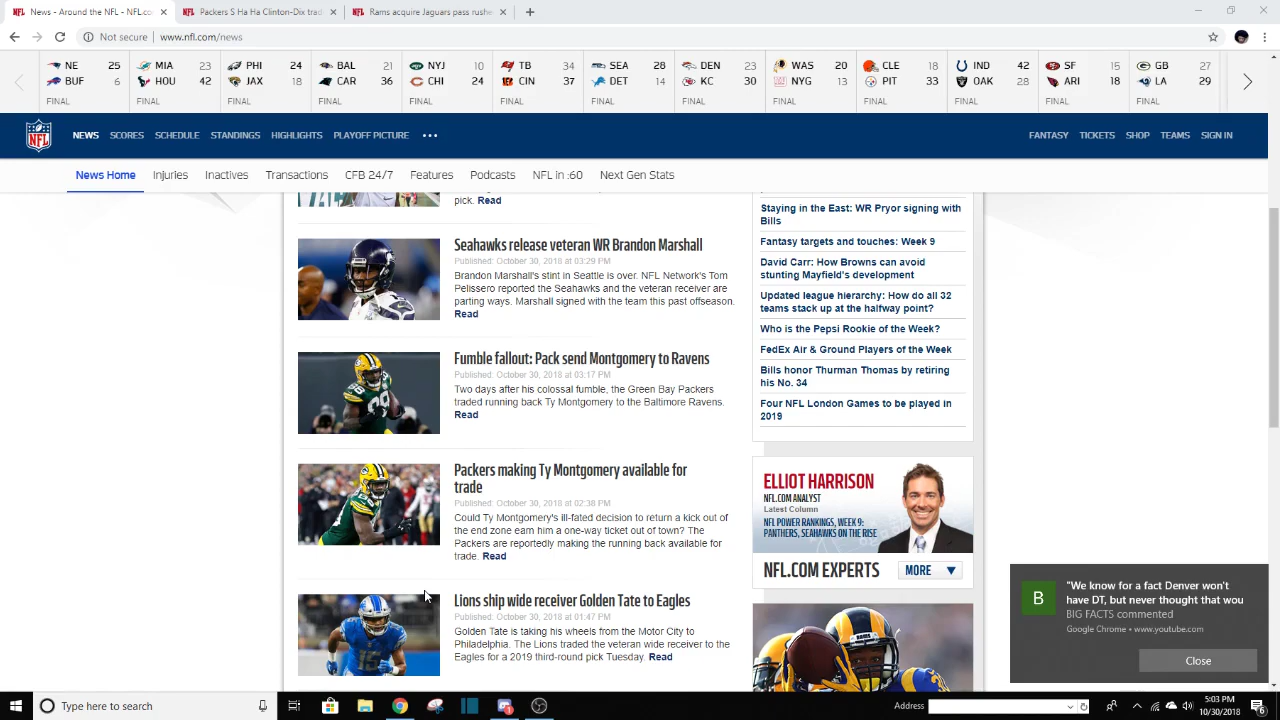 News - Around the NFL - NFL.co
Packers S Ha Ha Clinton-Dix trad
Rams acquire Jaguars pass rushe
Not secure
www.nfl.com/news
NE 25
BUF 6
FINAL
MIA 23
HOU 42
FINAL
PHI 24
JAX 18
FINAL
BAL 21
CAR 36
FINAL
NYJ 10
CHI 24
FINAL
TB 34
CIN 37
FINAL
SEA 28
DET 14
FINAL
DEN 23
KC 30
FINAL
WAS 20
NYG 13
FINAL
CLE 18
PIT 33
FINAL
IND 42
OAK 28
FINAL
SF 15
ARI 18
FINAL
GB 27
LA 29
FINAL
NFL
NEWS SCORES SCHEDULE STANDINGS HIGHLIGHTS PLAYOFF PICTURE
FANTASY TICKETS SHOP TEAMS SIGN IN
News Home Injuries Inactives Transactions CFB 24/7 Features Podcasts NFL in :60 Next Gen Stats
pick. Read
Seahawks release veteran WR Brandon Marshall
Published: October 30, 2018 at 03:29 PM
Brandon Marshall's stint in Seattle is over. NFL Network's Tom
Pelissero reported the Seahawks and the veteran receiver are
parting ways. Marshall signed with the team this past offseason.
Read
Fumble fallout: Pack send Montgomery to Ravens
Published: October 30, 2018 at 03:17 PM
Two days after his colossal fumble, the Green Bay Packers
traded running back Ty Montgomery to the Baltimore Ravens.
Read
Packers making Ty Montgomery available for
trade
Published: October 30, 2018 at 02:38 PM
Could Ty Montgomery's ill-fated decision to return a kick out of
the end zone earn him a one-way ticket out of town? The
Packers are reportedly making the running back available for
trade. Read
Lions ship wide receiver Golden Tate to Eagles
Published: October 30, 2018 at 01:47 PM
Golden Tate is taking his wheels from the Motor City to
Philadelphia. The Lions traded the veteran wide receiver to the
Eagles for a 2019 third-round pick Tuesday. Read
Staying in the East: WR Pryor signing with
Bills
Fantasy targets and touches: Week 9
David Carr: How Browns can avoid
stunting Mayfield's development
Updated league hierarchy: How do all 32
teams stack up at the halfway point?
Who is the Pepsi Rookie of the Week?
FedEx Air & Ground Players of the Week
Bills honor Thurman Thomas by retiring
his No. 34
Four NFL London Games to be played in
2019
ELLIOT HARRISON
NFL.COM ANALYST
Latest Column
NFL POWER RANKINGS, WEEK 9:
PANTHERS, SEAHAWKS ON THE RISE
NFL.COM EXPERTS
MORE
B
"We know for a fact Denver won't
have DT, but never thought that wou
BIG FACTS commented
Google Chrome • www.youtube.com
Close
Type here to search
Address
5:03 PM
10/30/2018
6